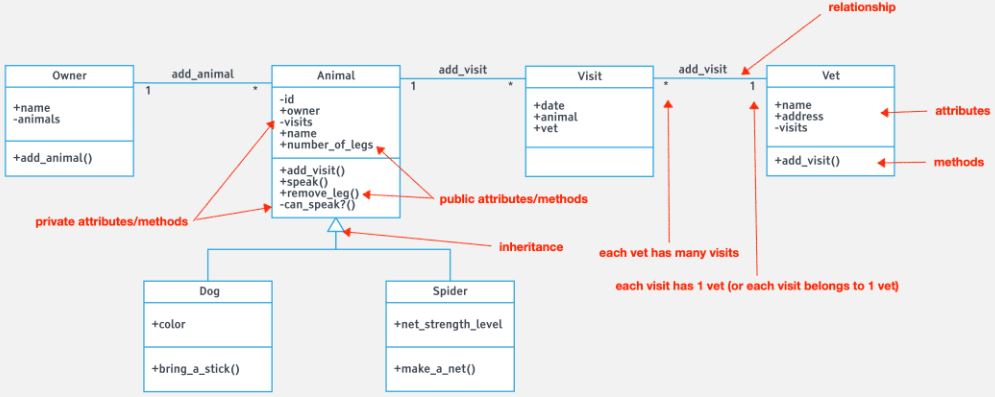 relationship
Owner
+name
-animals
+add_animal()
add_animal
1
*
Animal
-id
+owner
-visits
+name
+number_of_legs
+add_visit()
+speak()
+remove_leg()
-can_speak?()
add_visit
1
*
Visit
+date
+animal
+vet
add_visit
*
1
Vet
+name
+address
-visits
+add_visit()
attributes
methods
private attributes/methods
public attributes/methods
inheritance
each vet has many visits
each visit has 1 vet (or each visit belongs to 1 vet)
Dog
+color
+bring_a_stick()
Spider
+net_strength_level
+make_a_net()